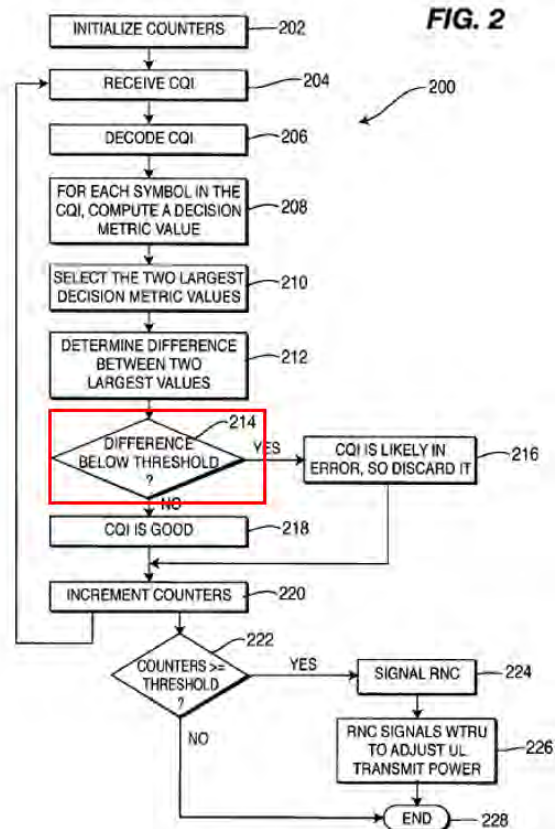 FIG. 2
INITIALIZE COUNTERS
202
RECEIVE CQI
204
200
DECODE CQI
206
FOR EACH SYMBOL IN THE
CQI, COMPUTE A DECISION
METRIC VALUE
208
SELECT THE TWO LARGEST
DECISION METRIC VALUES
210
DETERMINE DIFFERENCE
BETWEEN TWO
LARGEST VALUES
212
DIFFERENCE
BELOW THRESHOLD
?
214
YES
CQI IS LIKELY IN
ERROR, SO DISCARD IT
216
NO
CQI IS GOOD
218
INCREMENT COUNTERS
220
COUNTERS >=
THRESHOLD
?
222
YES
SIGNAL RNC
224
NO
RNC SIGNALS WTRU
TO ADJUST UL
TRANSMIT POWER
226
END
228